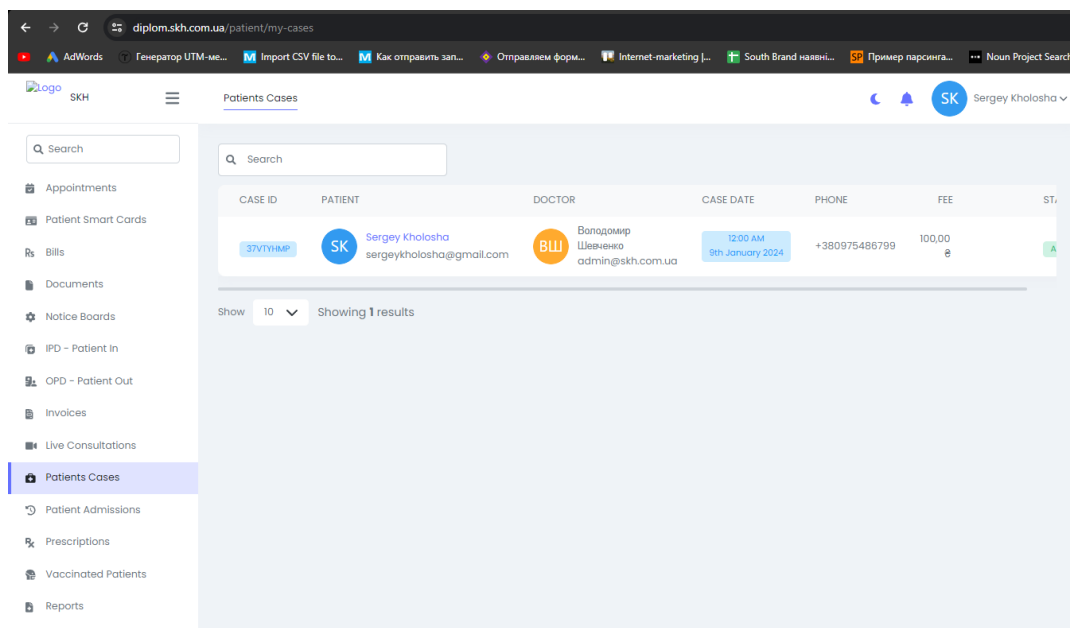 diplom.skh.com.ua/patient/my-cases
AdWords
Генератор UTM-ме...
Import CSV file to...
Как отправить зап...
Отправляем форм...
Internet-marketing |...
South Brand наявні...
SP Пример парсинга...
Noun Project Search
Logo
SKH
Patients Cases
SK
Sergey Kholosha
Search
Appointments
Patient Smart Cards
Rs Bills
Documents
Notice Boards
IPD - Patient In
OPD - Patient Out
Invoices
Live Consultations
Patients Cases
Patient Admissions
Prescriptions
Vaccinated Patients
Reports
Search
CASE ID PATIENT DOCTOR CASE DATE PHONE FEE STA
37VTYHMP
SK
Sergey Kholosha
sergeykholosha@gmail.com
ВШ
Володомир
Шевченко
admin@skh.com.ua
12:00 AM
9th January 2024
+380975486799
100,00
₴
A
Show 10 Showing 1 results